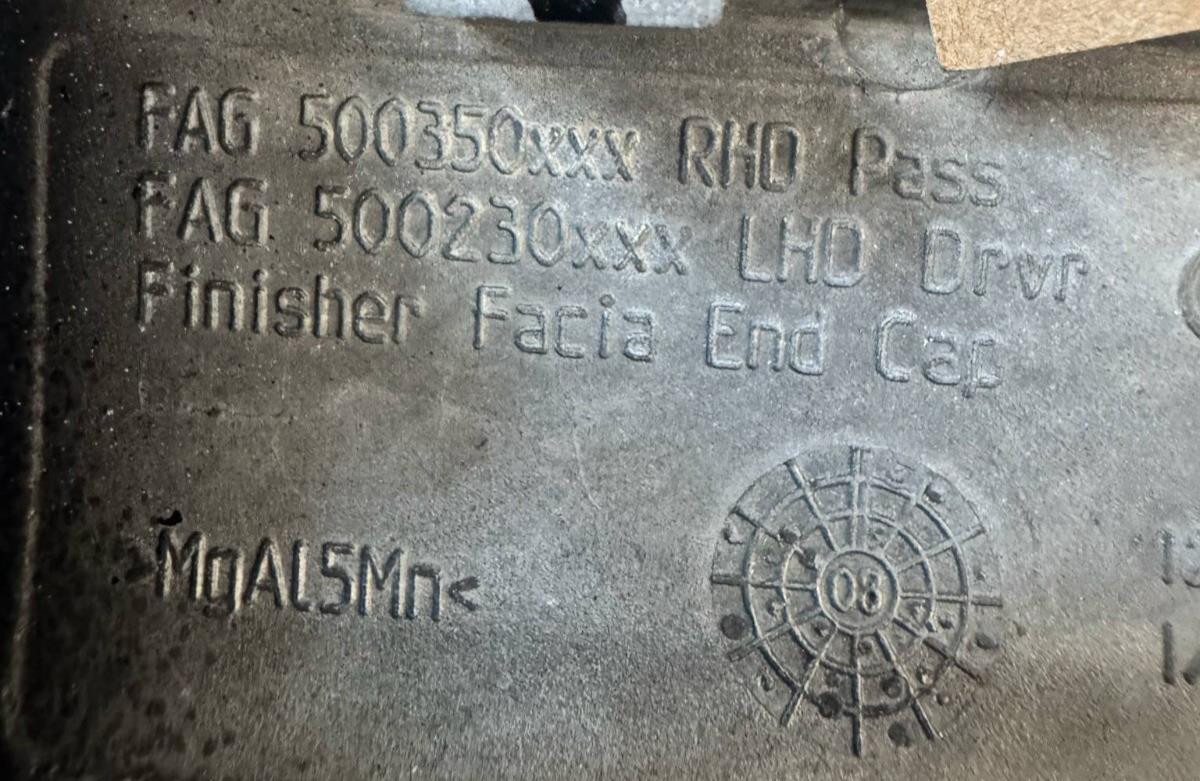 FAG 500350xxx RHD Pass
FAG 500230xxx LHD Drvr
Finisher Facia End Cap
>MgAl5Mn<
08